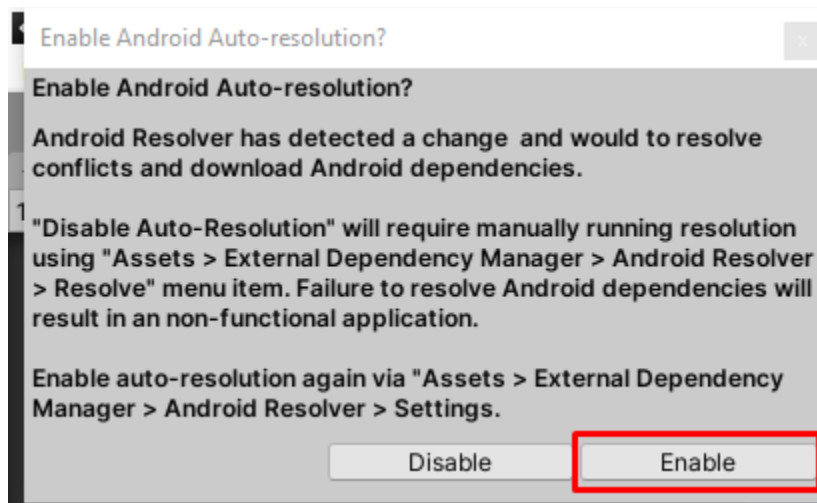 Enable Android Auto-resolution?
Enable Android Auto-resolution?
Android Resolver has detected a change  and would to resolve
conflicts and download Android dependencies.
"Disable Auto-Resolution" will require manually running resolution
using "Assets > External Dependency Manager > Android Resolver
> Resolve" menu item. Failure to resolve Android dependencies will
result in an non-functional application.
Enable auto-resolution again via "Assets > External Dependency
Manager > Android Resolver > Settings.
Disable
Enable